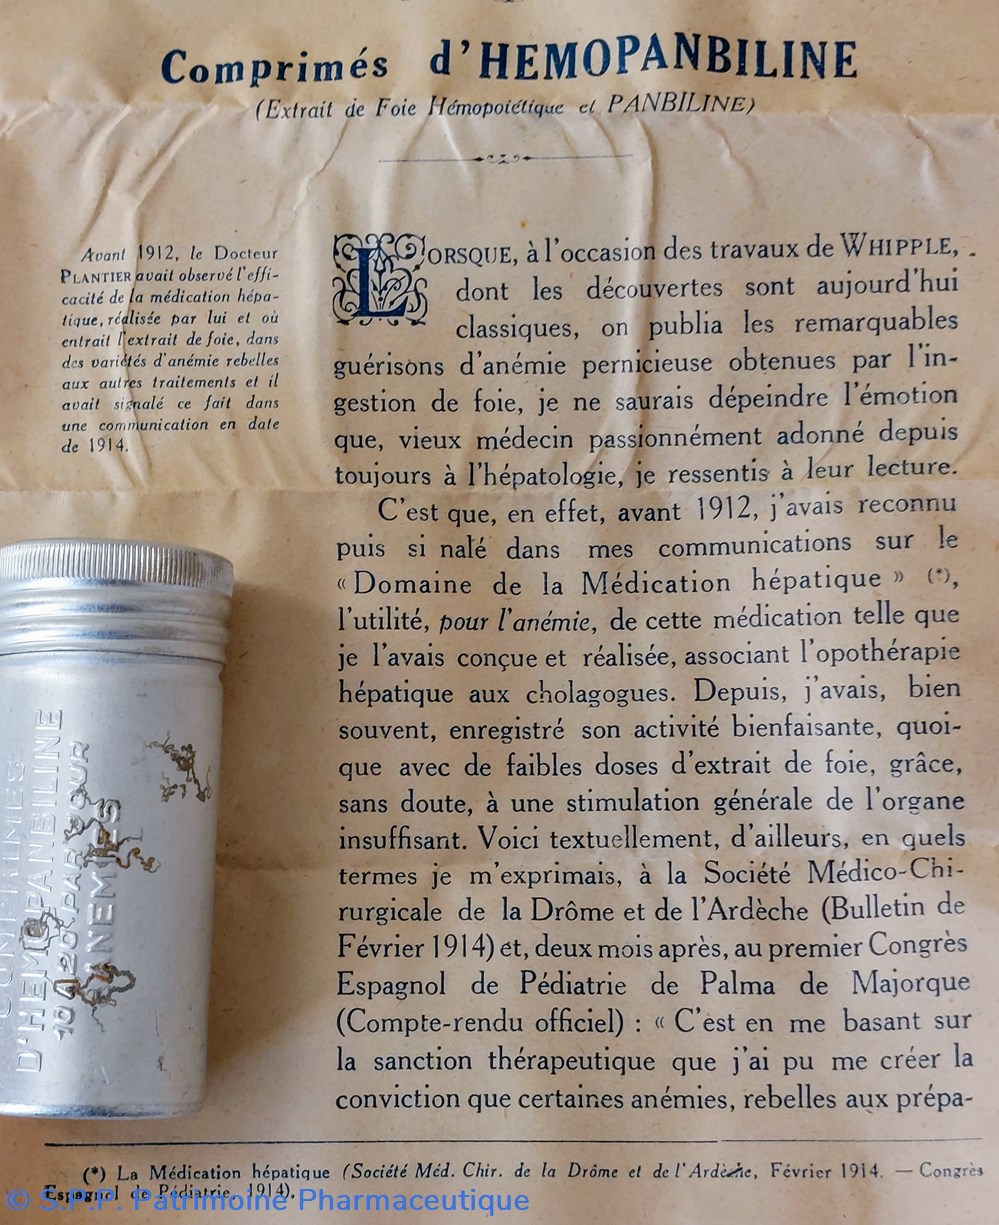 Comprimés d'HEMOPANBILINE
(Extrait de Foie Hémopoiétique et PANBILINE)
Avant 1912, le Docteur
PLANTIER avait observé l'effi-
cacité de la médication hépa-
tique, réalisée par lui et où
entrait l'extrait de foie, dans
des variétés d'anémie rebelles
aux autres traitements et il
avait signalé ce fait dans
une communication en date
de 1914.
LORSQUE, à l'occasion des travaux de WHIPPLE,
dont les découvertes sont aujourd'hui
classiques, on publia les remarquables
guérisons d'anémie pernicieuse obtenues par l'in-
gestion de foie, je ne saurais dépeindre l'émotion
que, vieux médecin passionnément adonné depuis
toujours à l'hépatologie, je ressentis à leur lecture.
C'est que, en effet, avant 1912, j'avais reconnu
puis si nalé dans mes communications sur le
« Domaine de la Médication hépatique » (*),
l'utilité, pour l'anémie, de cette médication telle que
je l'avais conçue et réalisée, associant l'opothérapie
hépatique aux cholagogues. Depuis, j'avais, bien
souvent, enregistré son activité bienfaisante, quoi-
que avec de faibles doses d'extrait de foie, grâce,
sans doute, à une stimulation générale de l'organe
insuffisant. Voici textuellement, d'ailleurs, en quels
termes je m'exprimais, à la Société Médico-Chi-
rurgicale de la Drôme et de l'Ardèche (Bulletin de
Février 1914) et, deux mois après, au premier Congrès
Espagnol de Pédiatrie de Palma de Majorque
(Compte-rendu officiel) : « C'est en me basant sur
la sanction thérapeutique que j'ai pu me créer la
conviction que certaines anémies, rebelles aux prépa-
(*) La Médication hépatique (Société Méd. Chir. de la Drôme et de l'Ardèche, Février 1914. — Congrès
Espagnol de Pédiatrie, 1914).
COMPRIMES
D'HEMOPANBILINE
10 A 20 PAR JOUR
ANEMIES
© S.P.P. Patrimoine Pharmaceutique